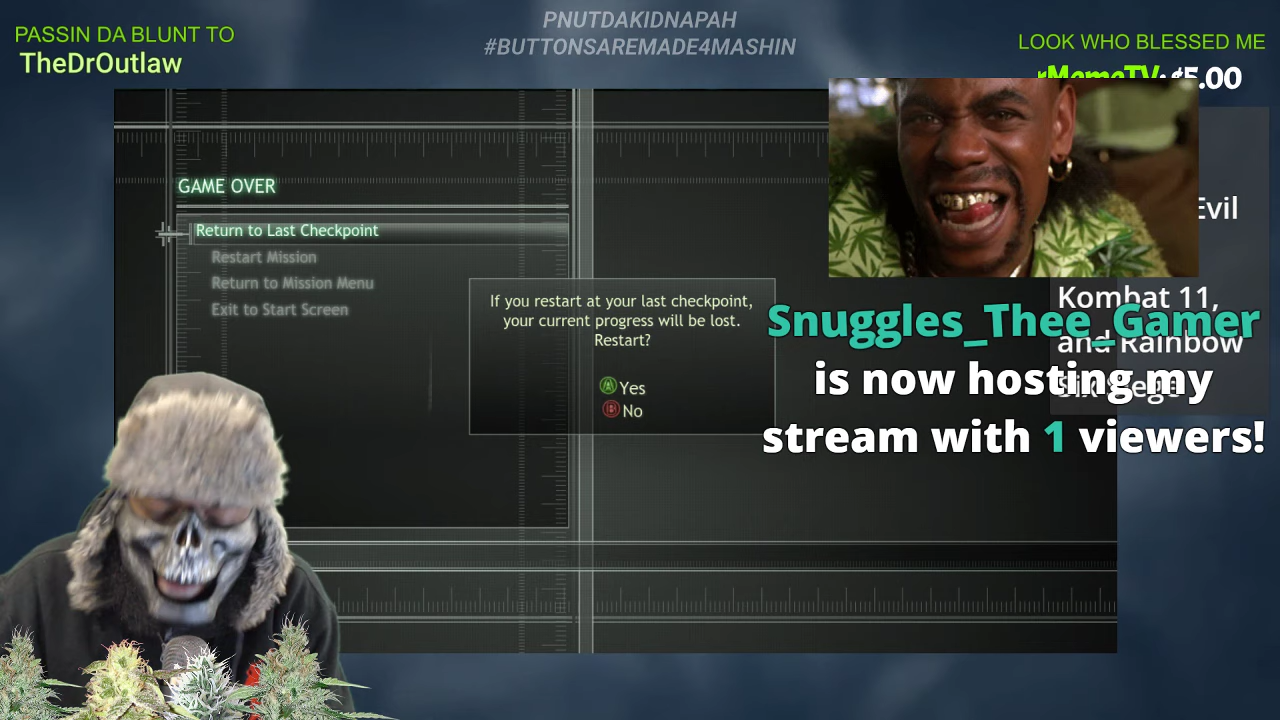 PASSIN DA BLUNT TO
TheDrOutlaw
PNUTDAKIDNAPAH
#BUTTONSAREMADE4MASHIN
LOOK WHO BLESSED ME
rMemeTV: $5.00
GAME OVER
Return to Last Checkpoint
Restart Mission
Return to Mission Menu
Exit to Start Screen
If you restart at your last checkpoint,
your current progress will be lost.
Restart?
Yes
No
Evil
Kombat 11,
and Rainbow
Snuggles_Thee_Gamer
is now hosting my
stream with 1 viewers!